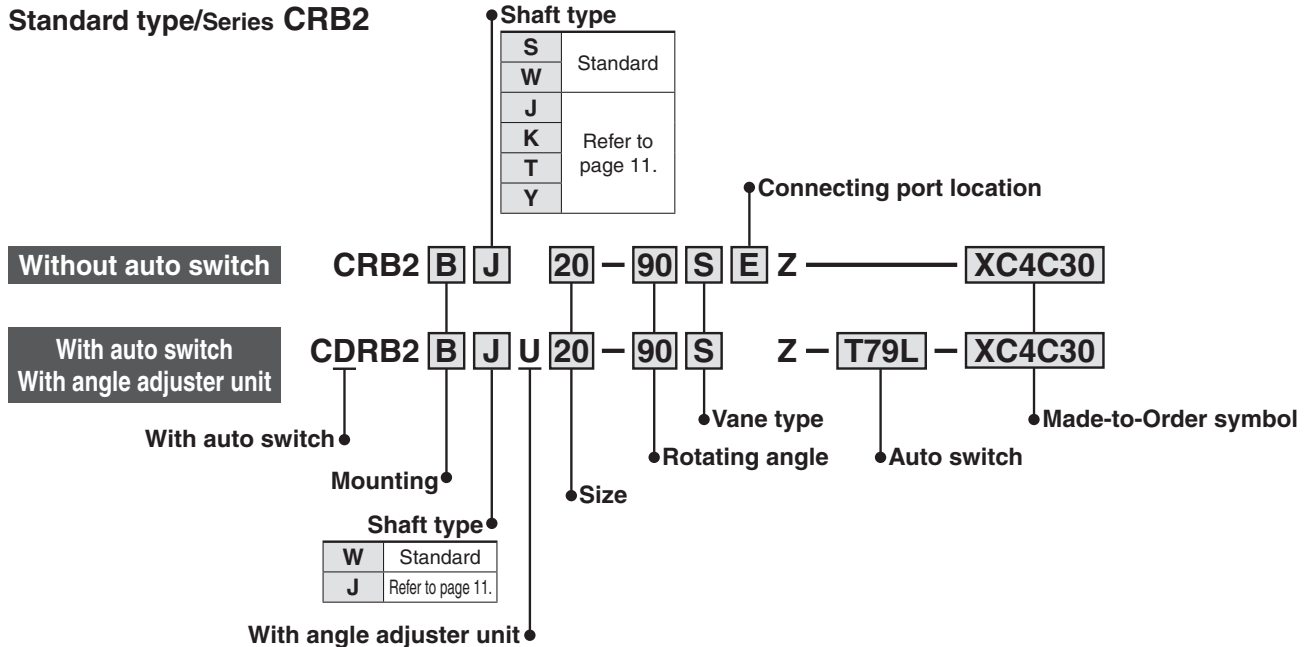 Standard type/Series CRB2
Shaft type
S
W
Standard
J
K
T
Y
Refer to
page 11.
Connecting port location
Without auto switch
CRB2 B J 20 – 90 S E Z – XC4C30
With auto switch
With angle adjuster unit
CDRB2 B J U 20 – 90 S Z – T79L – XC4C30
Vane type
Made-to-Order symbol
With auto switch
Rotating angle
Auto switch
Mounting
Size
Shaft type
W Standard
J Refer to page 11.
With angle adjuster unit